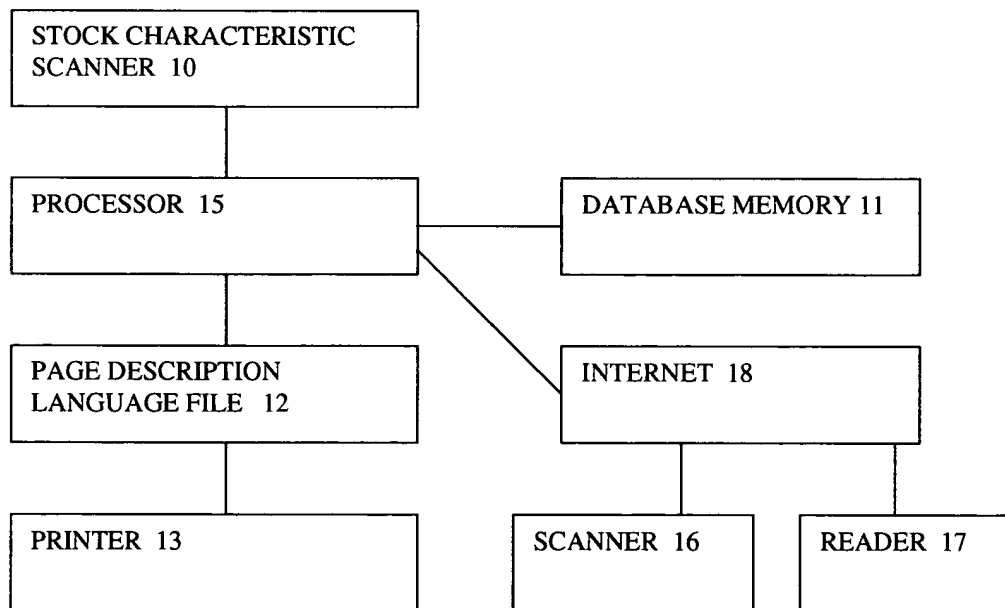 STOCK CHARACTERISTIC
SCANNER 10
PROCESSOR 15
DATABASE MEMORY 11
PAGE DESCRIPTION
LANGUAGE FILE 12
INTERNET 18
PRINTER 13
SCANNER 16
READER 17